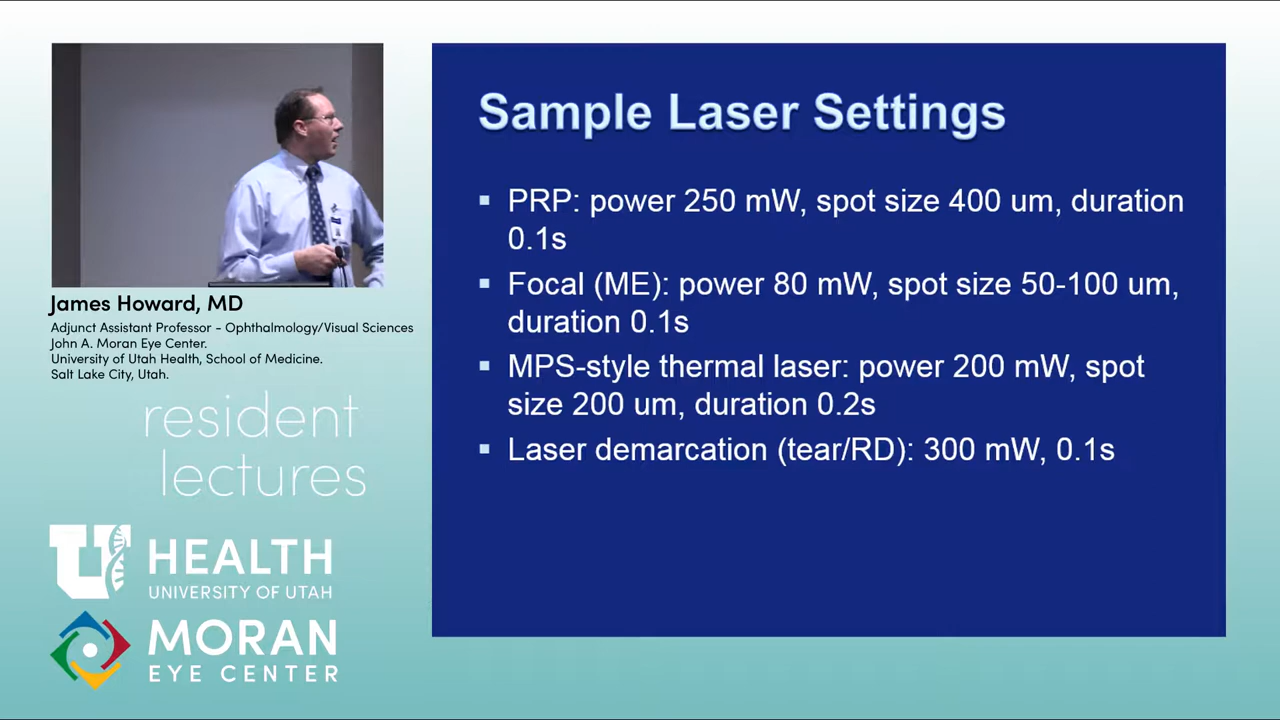 Sample Laser Settings
▪ PRP: power 250 mW, spot size 400 um, duration
0.1s
▪ Focal (ME): power 80 mW, spot size 50-100 um,
duration 0.1s
▪ MPS-style thermal laser: power 200 mW, spot
size 200 um, duration 0.2s
▪ Laser demarcation (tear/RD): 300 mW, 0.1s
James Howard, MD
Adjunct Assistant Professor - Ophthalmology/Visual Sciences
John A. Moran Eye Center.
University of Utah Health, School of Medicine.
Salt Lake City, Utah.
resident
lectures
U HEALTH
UNIVERSITY OF UTAH
MORAN
EYE CENTER